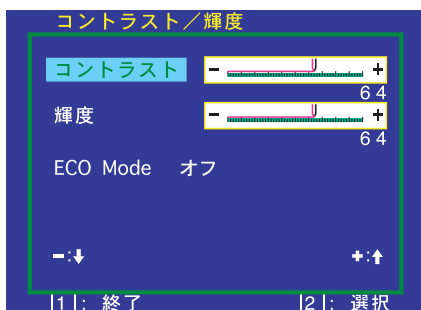 コントラスト／輝度
コントラスト - +
64
輝度 - +
64
ECO Mode オフ
-:↓ +:↑
|1|: 終了 |2|: 選択